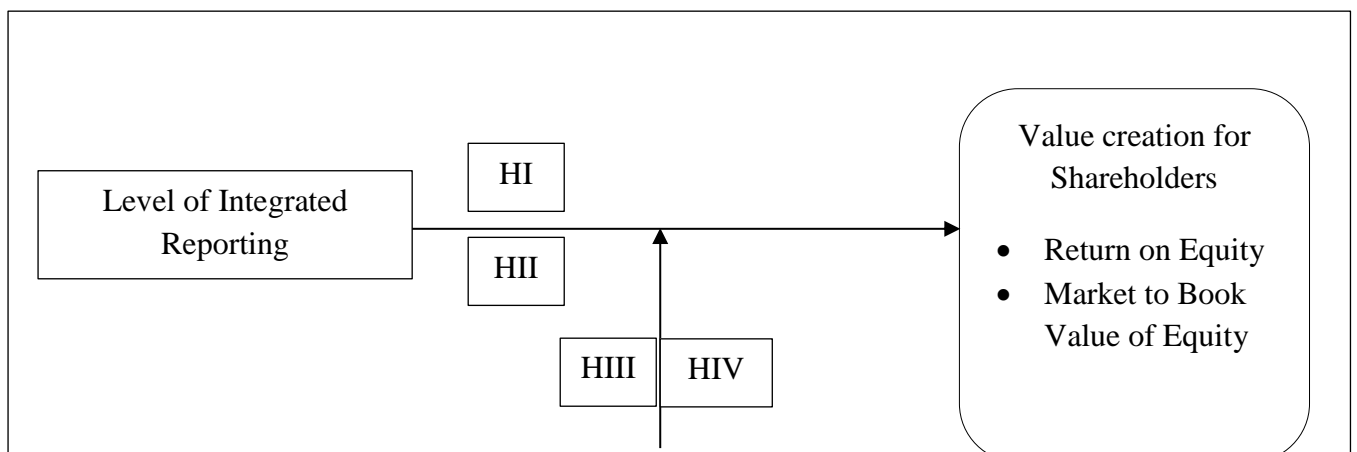 Level of Integrated
Reporting
HI
HII
HIII
HIV
Value creation for
Shareholders
• Return on Equity
• Market to Book
Value of Equity